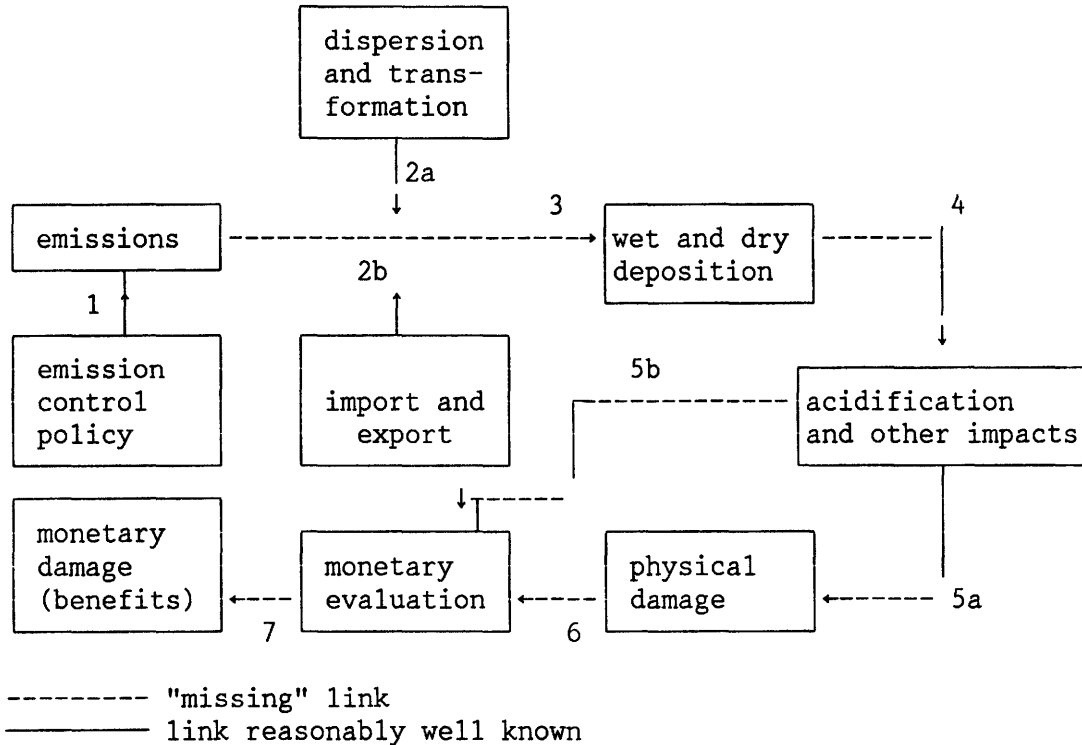 dispersion
and trans-
formation
2a
3
4
emissions
wet and dry
deposition
2b
1
emission
control
policy
import and
export
5b
acidification
and other impacts
monetary
damage
(benefits)
monetary
evaluation
physical
damage
5a
7
6
"missing" link
link reasonably well known